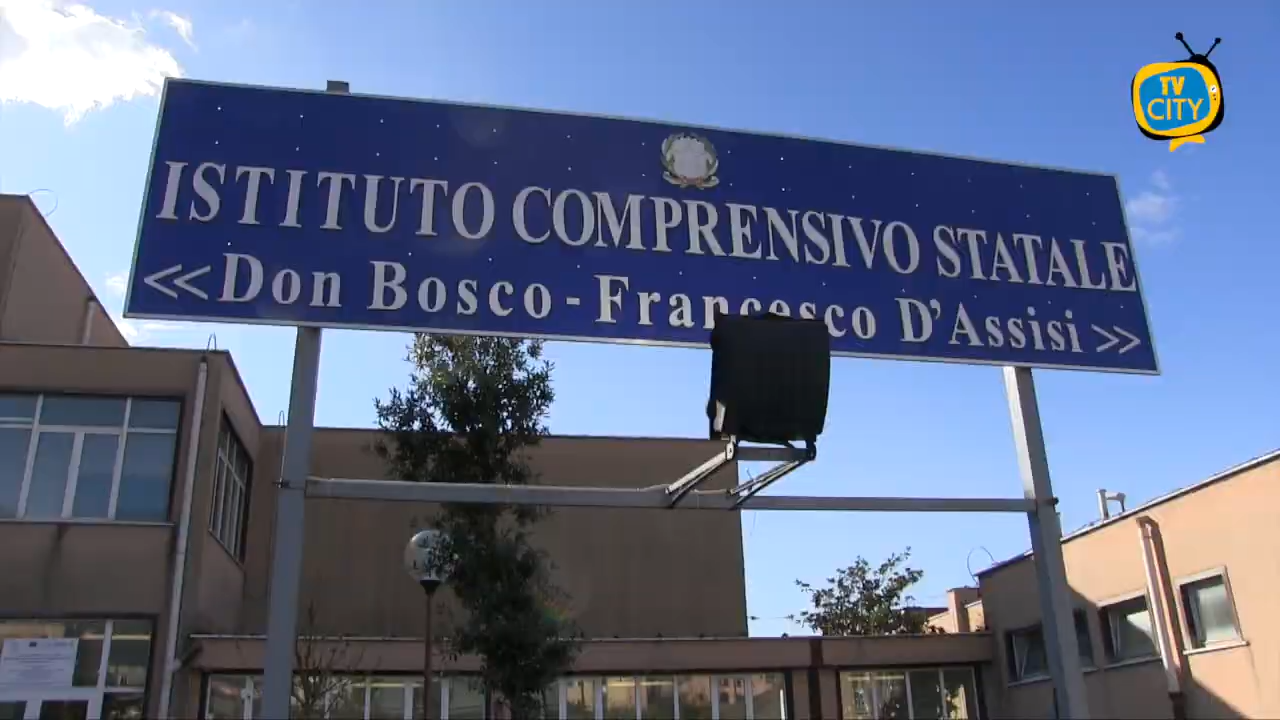 TV
CITY
ISTITUTO COMPRENSIVO STATALE
<<Don Bosco - Francesco D'Assisi>>